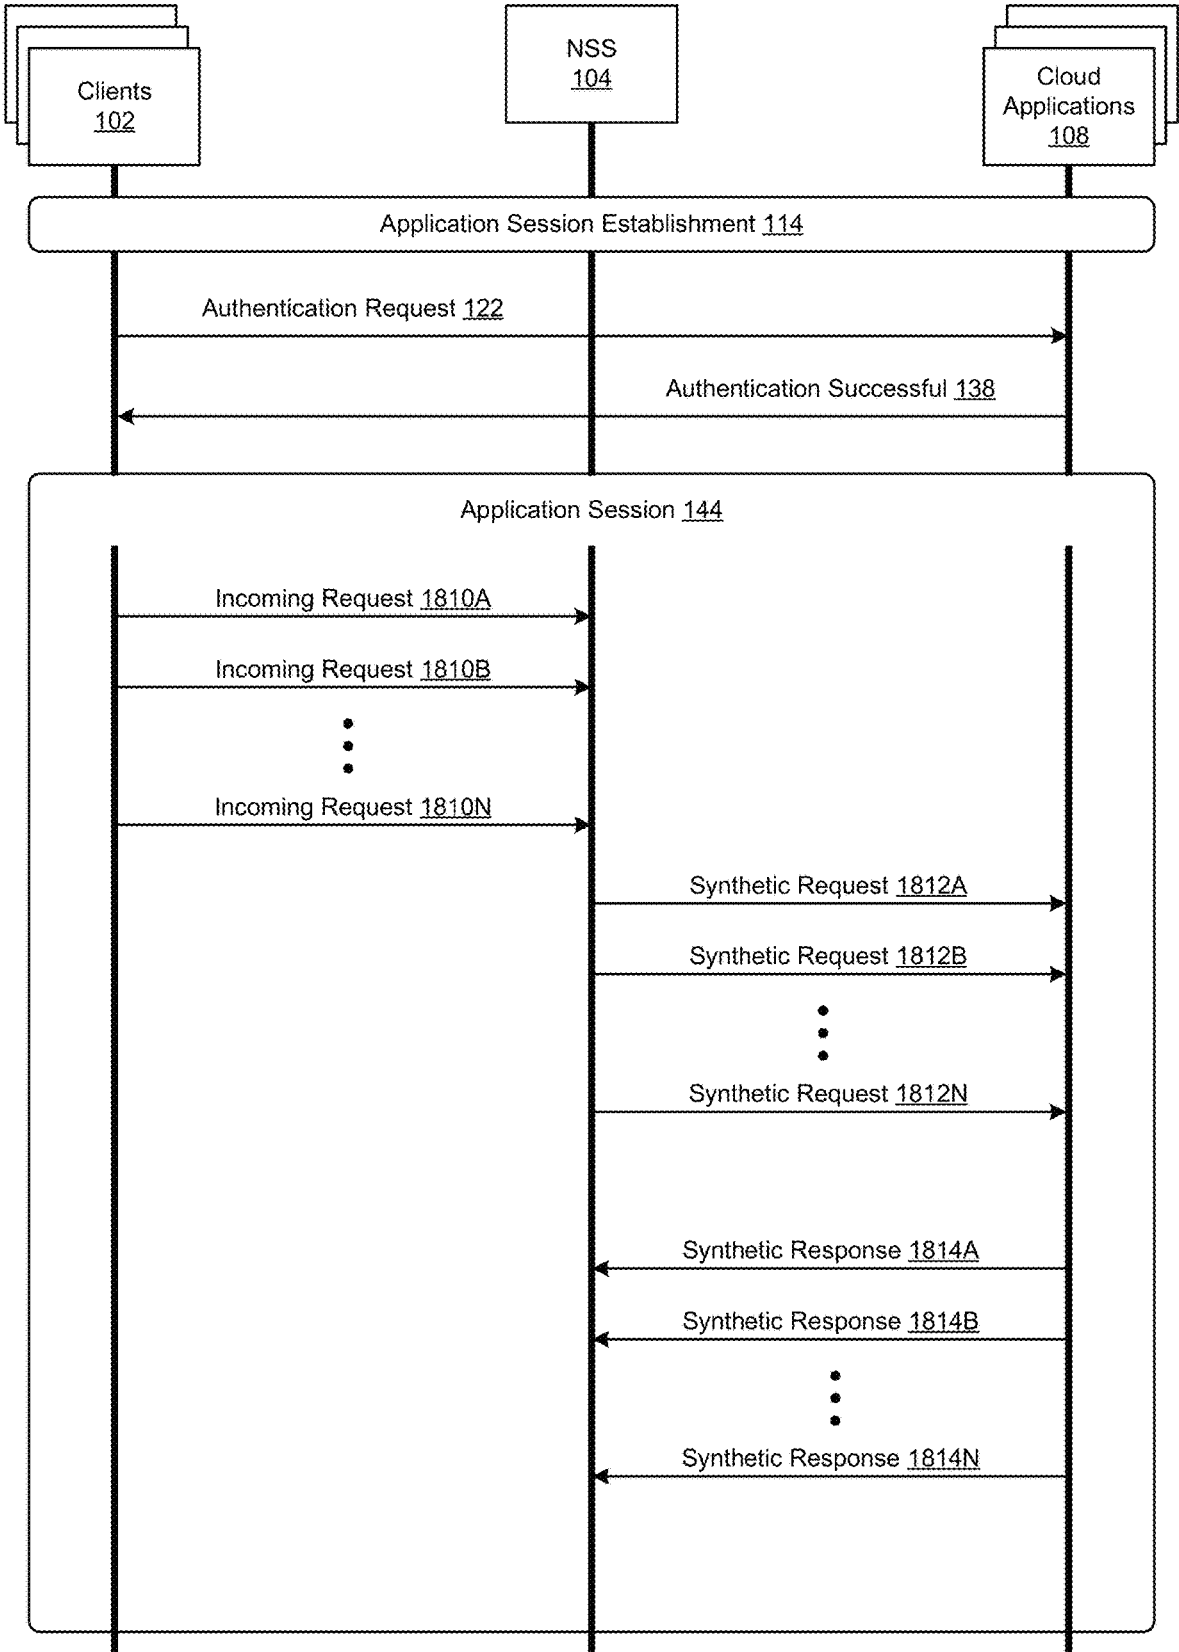 Clients
102
NSS
104
Cloud
Applications
108
Application Session Establishment 114
Authentication Request 122
Authentication Successful 138
Application Session 144
Incoming Request 1810A
Incoming Request 1810B
Incoming Request 1810N
Synthetic Request 1812A
Synthetic Request 1812B
Synthetic Request 1812N
Synthetic Response 1814A
Synthetic Response 1814B
Synthetic Response 1814N